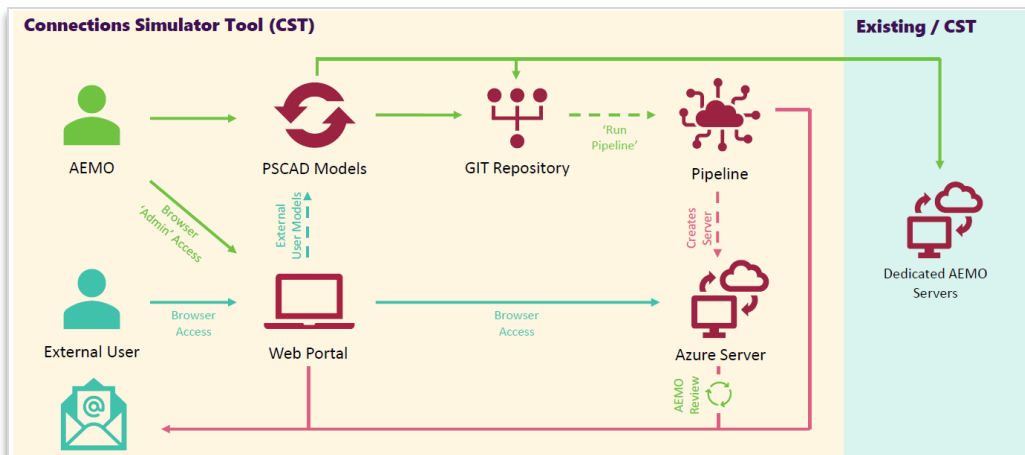 Connections Simulator Tool (CST)
Existing / CST
AEMO
PSCAD Models
GIT Repository
'Run
Pipeline'
Pipeline
Browser
'Admin' Access
External
User Models
Creates
Server
Dedicated AEMO
Servers
External User
Browser
Access
Web Portal
Browser
Access
Azure Server
AEMO
Review
@